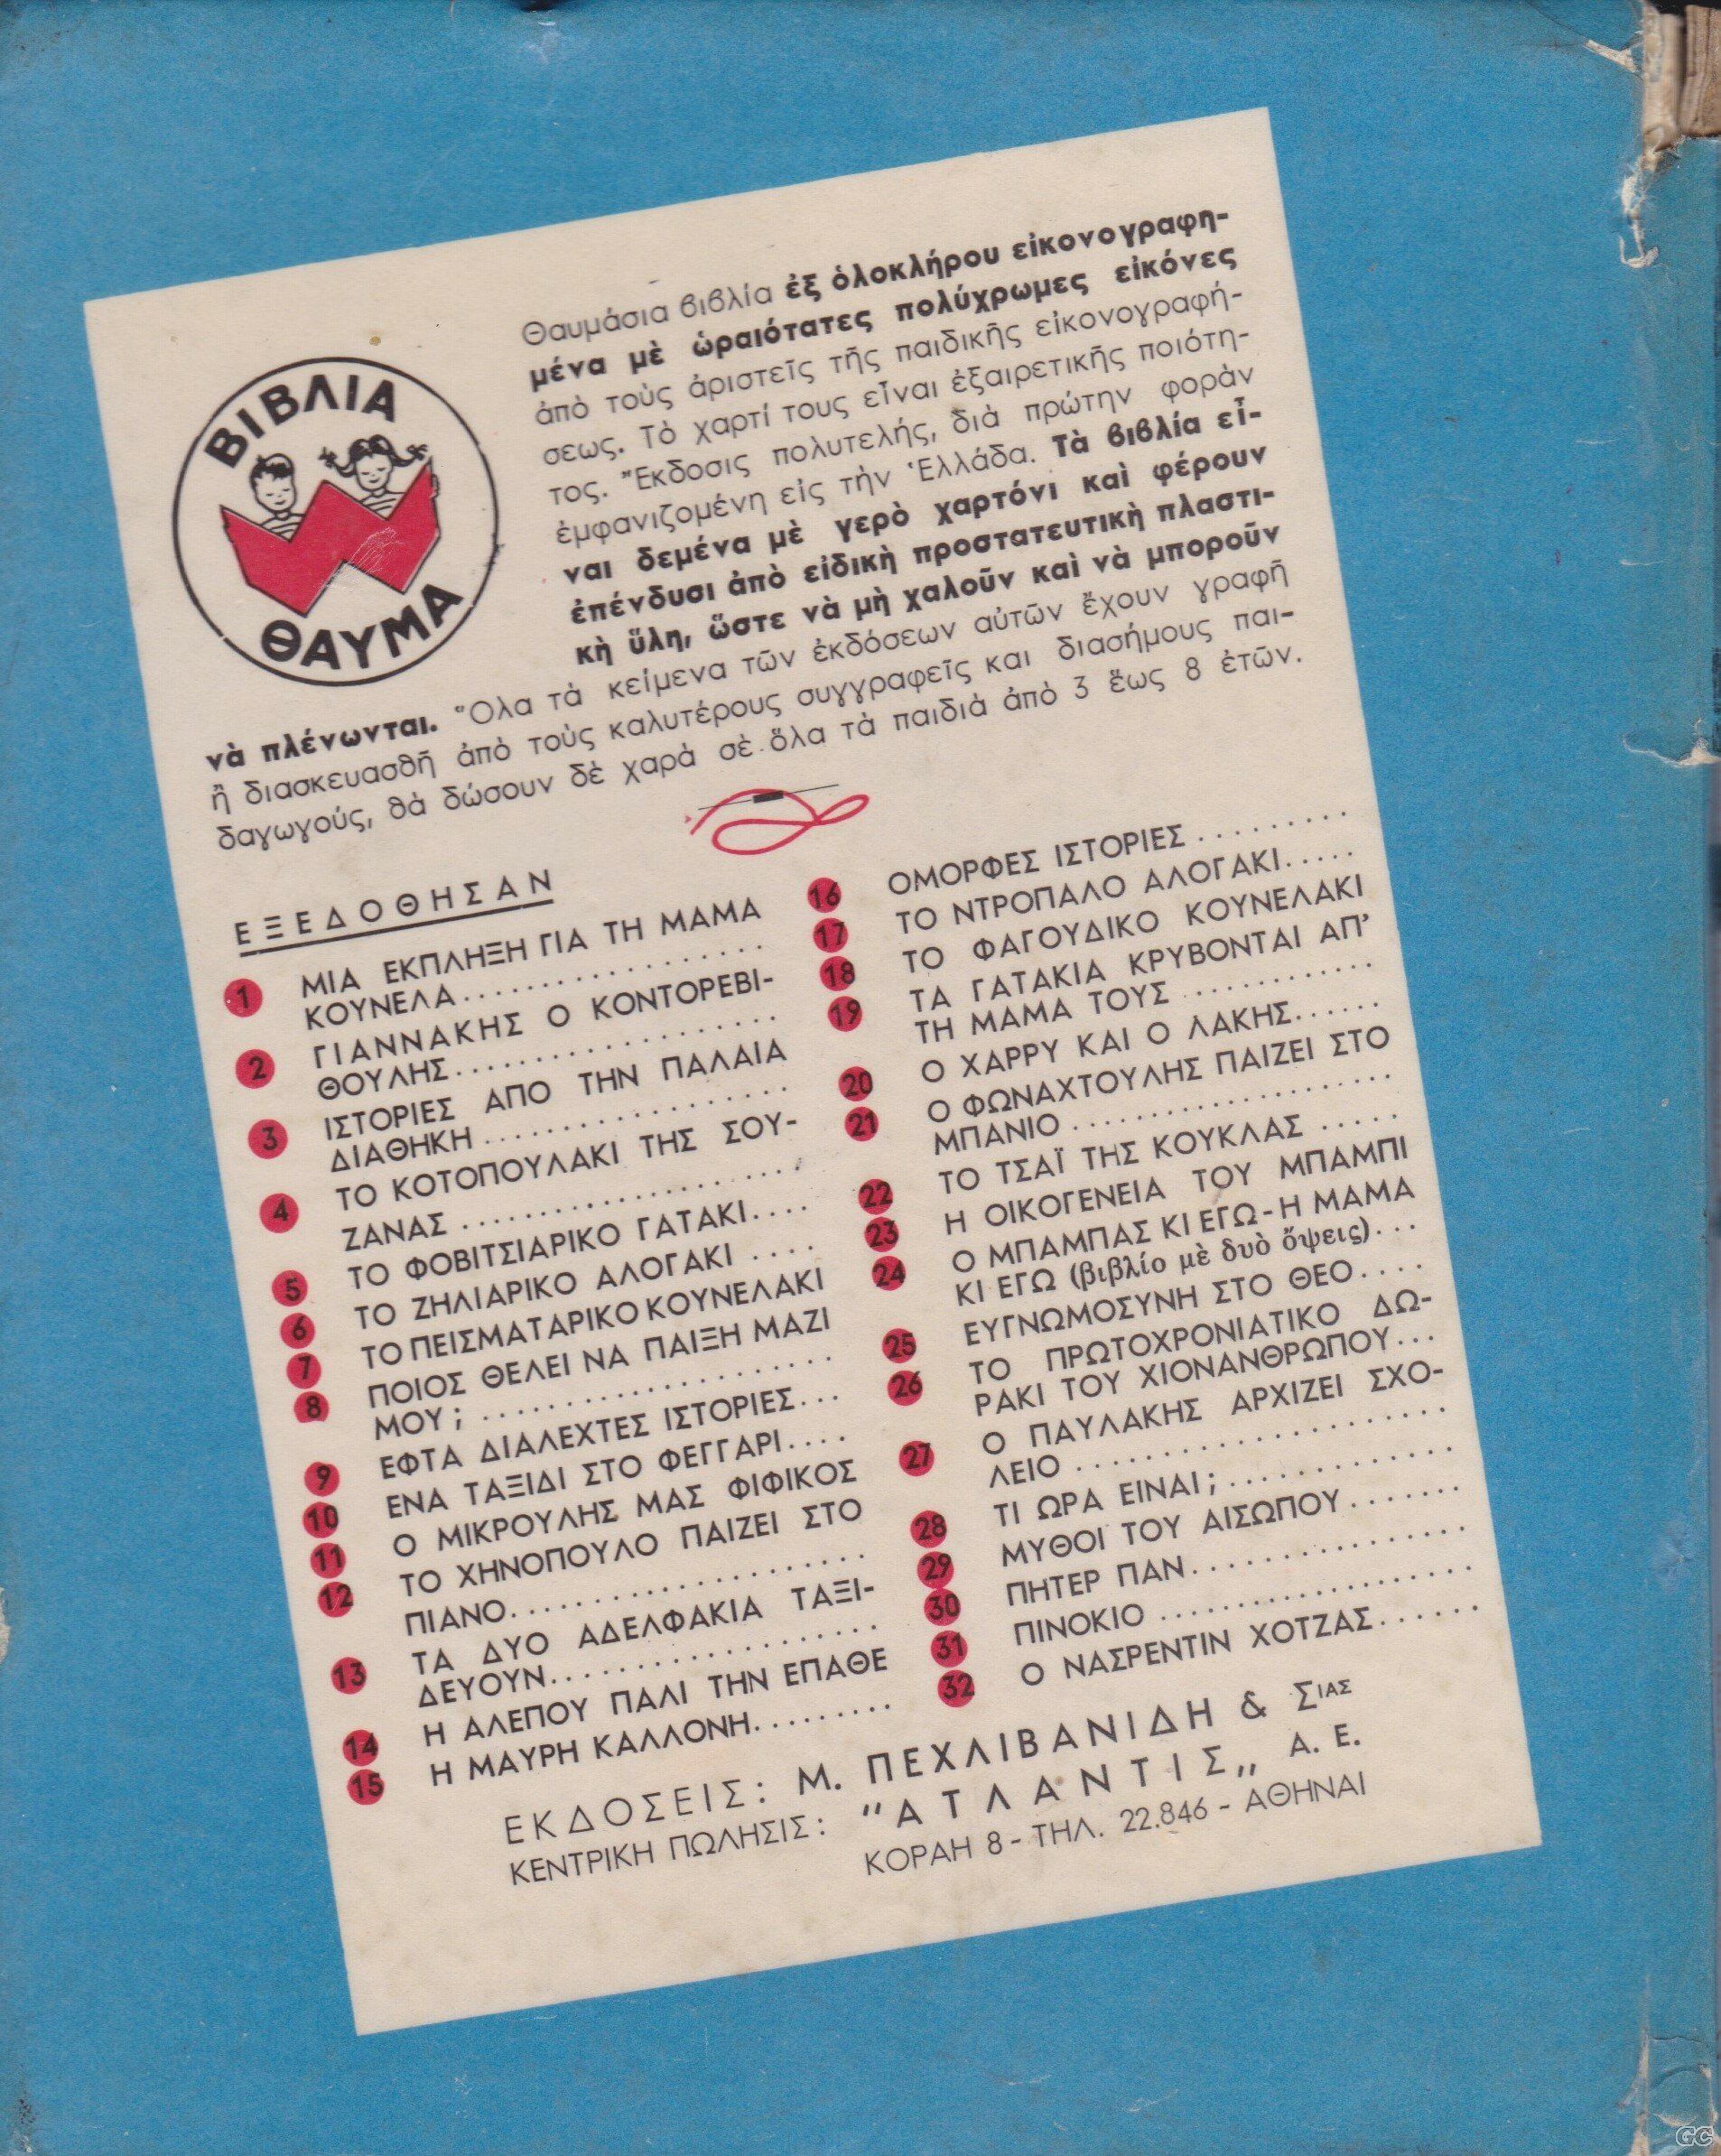 ΒΙΒΛΙΑ
ΘΑΥΜΑ
Θαυμάσια βιβλία ἐξ ὁλοκλήρου εἰκονογραφη-
μένα μὲ ὡραιότατες πολύχρωμες εἰκόνες
ἀπὸ τοὺς ἀριστεῖς τῆς παιδικῆς εἰκονογραφή-
σεως. Τὸ χαρτί τους εἶναι ἐξαιρετικῆς ποιότη-
τος. Ἔκδοσις πολυτελής, διὰ πρώτην φορὰν
ἐμφανιζομένη εἰς τὴν Ἑλλάδα. Τὰ βιβλία εἶ-
ναι δεμένα μὲ γερὸ χαρτόνι καὶ φέρουν
ἐπένδυσι ἀπὸ εἰδικὴ προστατευτικὴ πλαστι-
κὴ ὕλη, ὥστε νὰ μὴ χαλοῦν καὶ νὰ μποροῦν
νὰ πλένωνται. Ὅλα τὰ κείμενα τῶν ἐκδόσεων αὐτῶν ἔχουν γραφῆ
ἢ διασκευασθῆ ἀπὸ τοὺς καλυτέρους συγγραφεῖς και διασήμους παι-
δαγωγούς, θὰ δώσουν δὲ χαρὰ σὲ ὅλα τὰ παιδιὰ ἀπὸ 3 ἕως 8 ἐτῶν.
ΕΞΕΔΟΘΗΣΑΝ
1 ΜΙΑ ΕΚΠΛΗΞΗ ΓΙΑ ΤΗ ΜΑΜΑ
ΚΟΥΝΕΛΑ
2 ΓΙΑΝΝΑΚΗΣ Ο ΚΟΝΤΟΡΕΒΙ-
ΘΟΥΛΗΣ
3 ΙΣΤΟΡΙΕΣ ΑΠΟ ΤΗΝ ΠΑΛΑΙΑ
ΔΙΑΘΗΚΗ
4 ΤΟ ΚΟΤΟΠΟΥΛΑΚΙ ΤΗΣ ΣΟΥ-
ΖΑΝΑΣ
5 ΤΟ ΦΟΒΙΤΣΙΑΡΙΚΟ ΓΑΤΑΚΙ
6 ΤΟ ΖΗΛΙΑΡΙΚΟ ΑΛΟΓΑΚΙ
7 ΤΟ ΠΕΙΣΜΑΤΑΡΙΚΟ ΚΟΥΝΕΛΑΚΙ
8 ΠΟΙΟΣ ΘΕΛΕΙ ΝΑ ΠΑΙΞΗ ΜΑΖΙ
ΜΟΥ ;
9 ΕΦΤΑ ΔΙΑΛΕΧΤΕΣ ΙΣΤΟΡΙΕΣ
10 ΕΝΑ ΤΑΞΙΔΙ ΣΤΟ ΦΕΓΓΑΡΙ
11 Ο ΜΙΚΡΟΥΛΗΣ ΜΑΣ ΦΙΦΙΚΟΣ
12 ΤΟ ΧΗΝΟΠΟΥΛΟ ΠΑΙΖΕΙ ΣΤΟ
ΠΙΑΝΟ
13 ΤΑ ΔΥΟ ΑΔΕΛΦΑΚΙΑ ΤΑΞΙ-
ΔΕΥΟΥΝ
14 Η ΑΛΕΠΟΥ ΠΑΛΙ ΤΗΝ ΕΠΑΘΕ
15 Η ΜΑΥΡΗ ΚΑΛΛΟΝΗ
16 ΟΜΟΡΦΕΣ ΙΣΤΟΡΙΕΣ
17 ΤΟ ΝΤΡΟΠΑΛΟ ΑΛΟΓΑΚΙ
18 ΤΟ ΦΑΓΟΥΔΙΚΟ ΚΟΥΝΕΛΑΚΙ
19 ΤΑ ΓΑΤΑΚΙΑ ΚΡΥΒΟΝΤΑΙ ΑΠ'
ΤΗ ΜΑΜΑ ΤΟΥΣ
20 Ο ΧΑΡΡΥ ΚΑΙ Ο ΛΑΚΗΣ
21 Ο ΦΩΝΑΧΤΟΥΛΗΣ ΠΑΙΖΕΙ ΣΤΟ
ΜΠΑΝΙΟ
22 ΤΟ ΤΣΑΪ ΤΗΣ ΚΟΥΚΛΑΣ
23 Η ΟΙΚΟΓΕΝΕΙΑ ΤΟΥ ΜΠΑΜΠΙ
24 Ο ΜΠΑΜΠΑΣ ΚΙ ΕΓΩ - Η ΜΑΜΑ
ΚΙ ΕΓΩ (βιβλίο μὲ δυὸ ὄψεις)
25 ΕΥΓΝΩΜΟΣΥΝΗ ΣΤΟ ΘΕΟ
26 ΤΟ ΠΡΩΤΟΧΡΟΝΙΑΤΙΚΟ ΔΩ-
ΡΑΚΙ ΤΟΥ ΧΙΟΝΑΝΘΡΩΠΟΥ
27 Ο ΠΑΥΛΑΚΗΣ ΑΡΧΙΖΕΙ ΣΧΟ-
ΛΕΙΟ
28 ΤΙ ΩΡΑ ΕΙΝΑΙ ;
29 ΜΥΘΟΙ ΤΟΥ ΑΙΣΩΠΟΥ
30 ΠΗΤΕΡ ΠΑΝ
31 ΠΙΝΟΚΙΟ
32 Ο ΝΑΣΡΕΝΤΙΝ ΧΟΤΖΑΣ
ΕΚΔΟΣΕΙΣ: Μ. ΠΕΧΛΙΒΑΝΙΔΗ & ΣΙΑΣ
ΚΕΝΤΡΙΚΗ ΠΩΛΗΣΙΣ: "ΑΤΛΑΝΤΙΣ,, Α. Ε.
ΚΟΡΑΗ 8 - ΤΗΛ. 22.846 - ΑΘΗΝΑΙ
GC